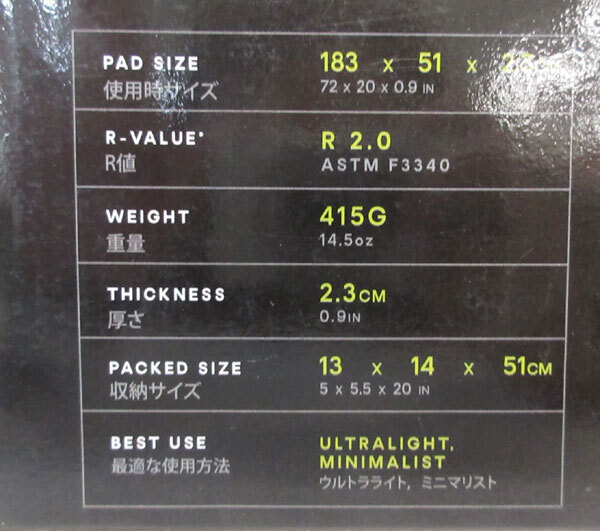 PAD SIZE 183 x 51 x 2.3CM
使用時サイズ 72 x 20 x 0.9 IN
R-VALUE* R 2.0
R値 ASTM F3340
WEIGHT 415G
重量 14.5oz
THICKNESS 2.3CM
厚さ 0.9IN
PACKED SIZE 13 x 14 x 51CM
収納サイズ 5 x 5.5 x 20 IN
BEST USE ULTRALIGHT,
MINIMALIST
最適な使用方法 ウルトラライト, ミニマリスト